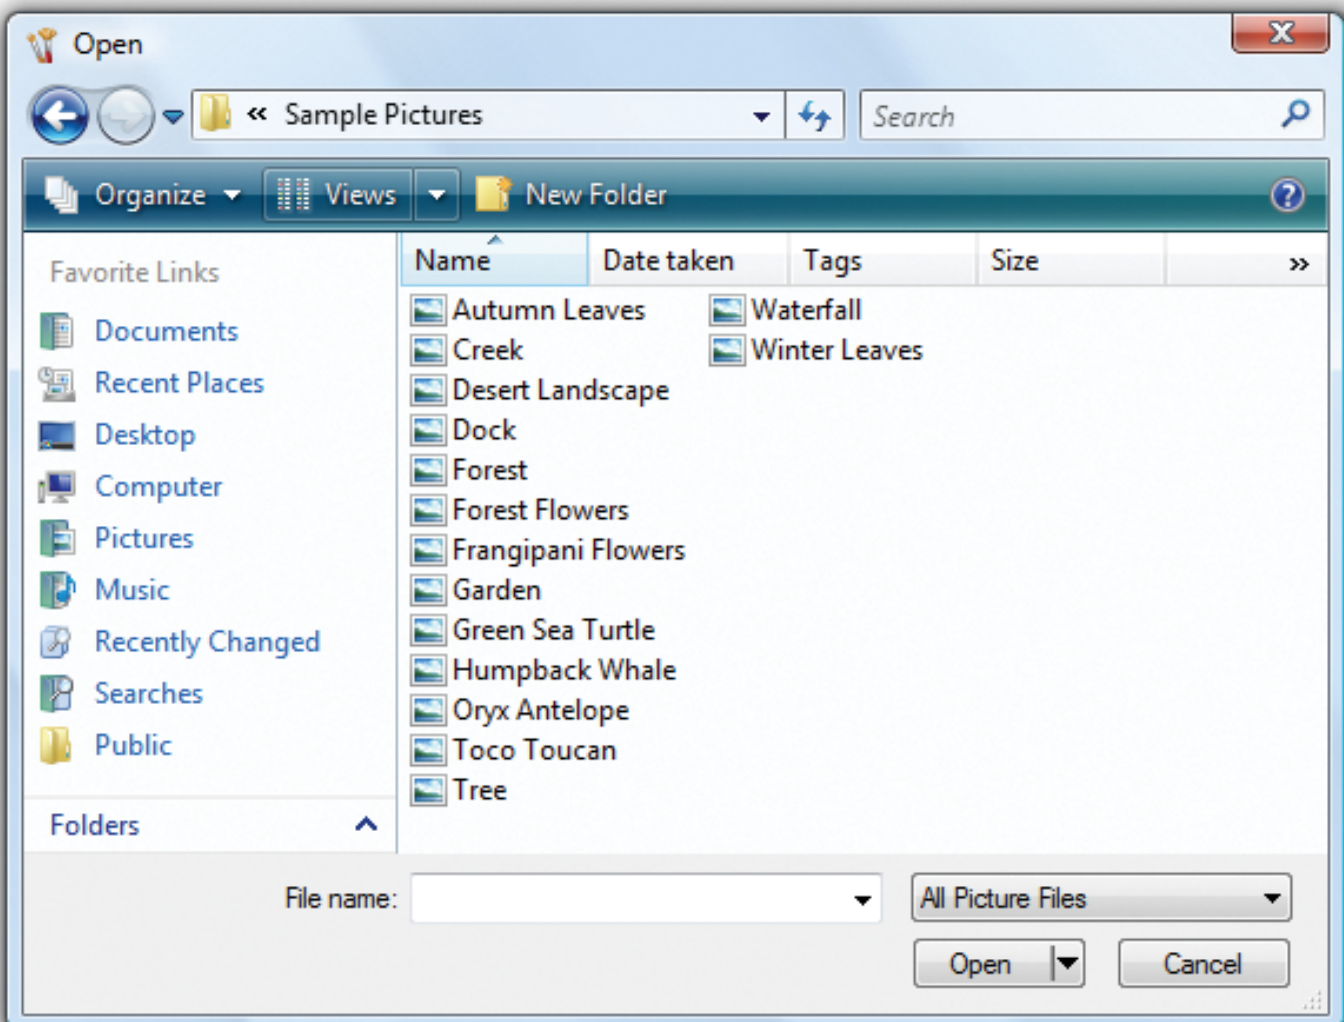 Open
« Sample Pictures
Search
Organize
Views
New Folder
Favorite Links
Documents
Recent Places
Desktop
Computer
Pictures
Music
Recently Changed
Searches
Public
Folders
Name Date taken Tags Size »
Autumn Leaves
Creek
Desert Landscape
Dock
Forest
Forest Flowers
Frangipani Flowers
Garden
Green Sea Turtle
Humpback Whale
Oryx Antelope
Toco Toucan
Tree
Waterfall
Winter Leaves
File name:
All Picture Files
Open
Cancel